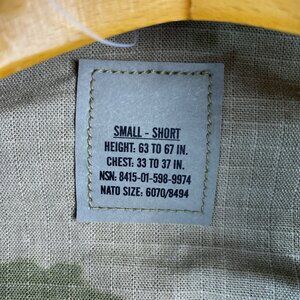 SMALL - SHORT
HEIGHT: 63 TO 67 IN.
CHEST: 33 TO 37 IN.
NSN: 8415-01-598-9974
NATO SIZE: 6070/8494